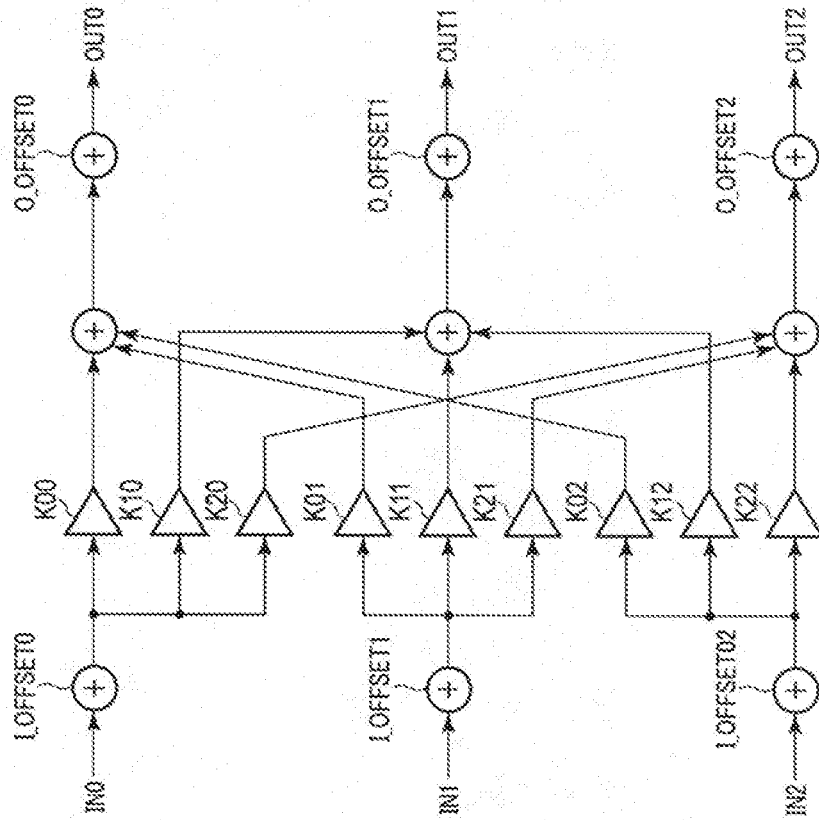 IN0
I_OFFSET0
K00
K10
K20
O_OFFSET0
OUT0
IN1
I_OFFSET1
K01
K11
K21
O_OFFSET1
OUT1
IN2
I_OFFSET02
K02
K12
K22
O_OFFSET2
OUT2